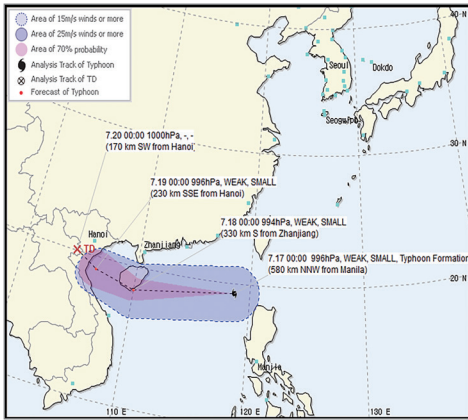 Area of 15m/s winds or more
Area of 25m/s winds or more
Area of 70% probability
Analysis Track of Typhoon
Analysis Track of TD
Forecast of Typhoon
40 N
Seoul
Dokdo
Seogwipo
7.20 00:00 1000hPa, -, -
(170 km SW from Hanoi)
30 N
7.19 00:00 996hPa, WEAK, SMALL
(230 km SSE from Hanoi)
7.18 00:00 994hPa, WEAK, SMALL
(330 km S from Zhanjiang)
Hanoi
TD
Zhanjiang
7.17 00:00 996hPa, WEAK, SMALL, Typhoon Formation
(580 km NNW from Manila)
20 N
Manila
110 E
120 E
130 E